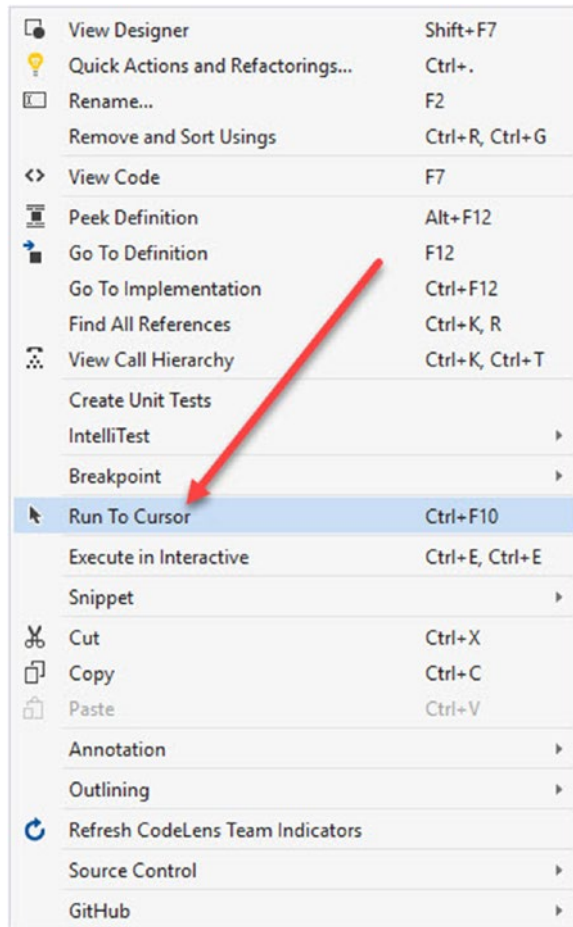 View Designer Shift+F7
Quick Actions and Refactorings... Ctrl+.
Rename... F2
Remove and Sort Usings Ctrl+R, Ctrl+G
View Code F7
Peek Definition Alt+F12
Go To Definition F12
Go To Implementation Ctrl+F12
Find All References Ctrl+K, R
View Call Hierarchy Ctrl+K, Ctrl+T
Create Unit Tests
IntelliTest
Breakpoint
Run To Cursor Ctrl+F10
Execute in Interactive Ctrl+E, Ctrl+E
Snippet
Cut Ctrl+X
Copy Ctrl+C
Paste Ctrl+V
Annotation
Outlining
Refresh CodeLens Team Indicators
Source Control
GitHub